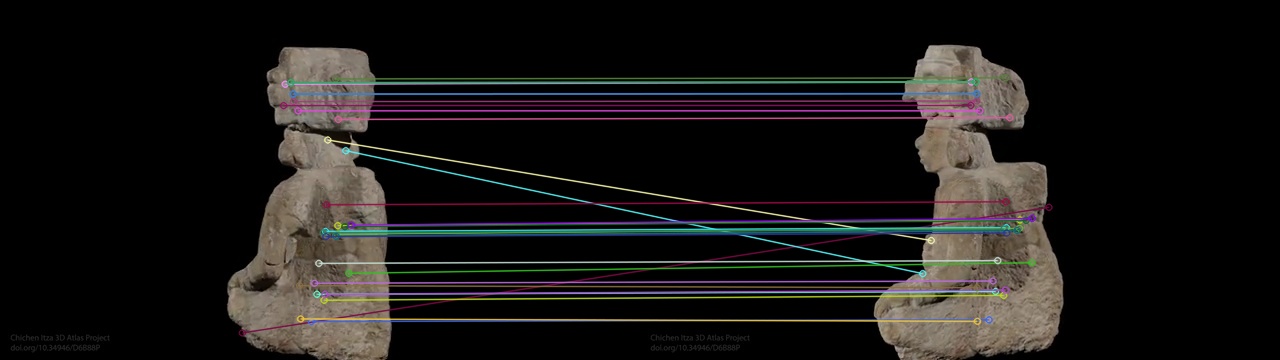 Chichen Itza 3D Atlas Project
doi.org/10.34946/D6B88P
Chichen Itza 3D Atlas Project
doi.org/10.34946/D6B88P